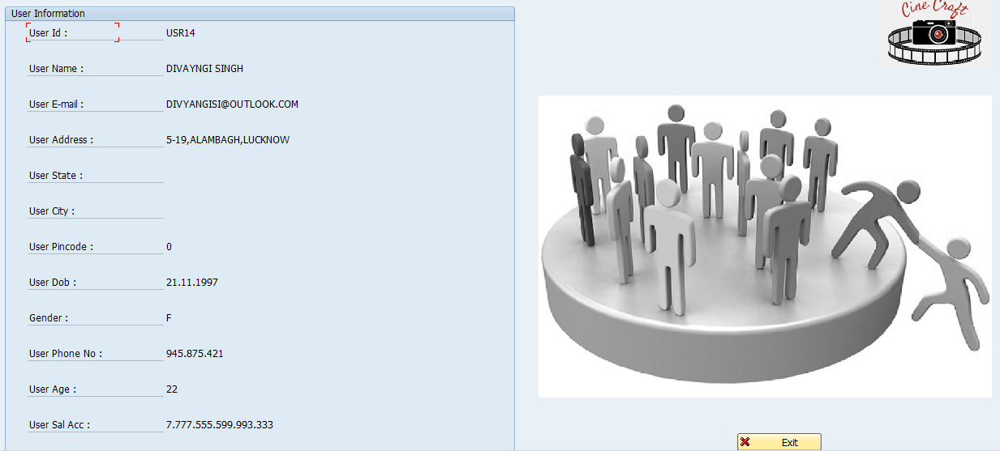 User Information
User Id : USR14
User Name : DIVAYNGI SINGH
User E-mail : DIVYANGISI@OUTLOOK.COM
User Address : 5-19,ALAMBAGH,LUCKNOW
User State :
User City :
User Pincode : 0
User Dob : 21.11.1997
Gender : F
User Phone No : 945.875.421
User Age : 22
User Sal Acc : 7.777.555.599.993.333
Cine Craft
Exit